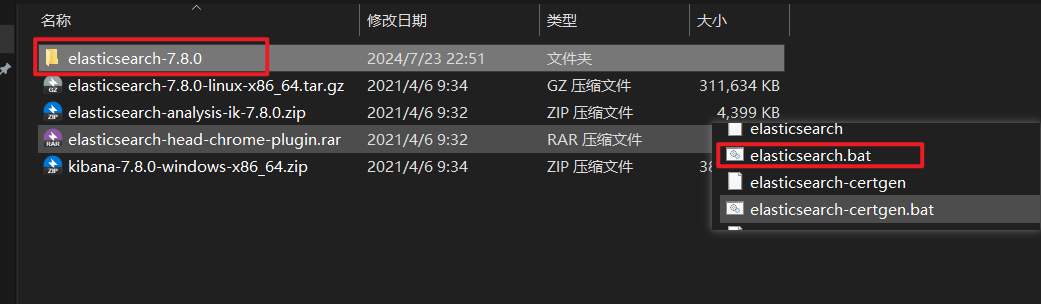 名称 修改日期 类型 大小
elasticsearch-7.8.0 2024/7/23 22:51 文件夹
elasticsearch-7.8.0-linux-x86_64.tar.gz 2021/4/6 9:34 GZ 压缩文件 311,634 KB
elasticsearch-analysis-ik-7.8.0.zip 2021/4/6 9:32 ZIP 压缩文件 4,399 KB
elasticsearch-head-chrome-plugin.rar 2021/4/6 9:32 RAR 压缩文件
kibana-7.8.0-windows-x86_64.zip 2021/4/6 9:34 ZIP 压缩文件
elasticsearch
elasticsearch.bat
elasticsearch-certgen
elasticsearch-certgen.bat